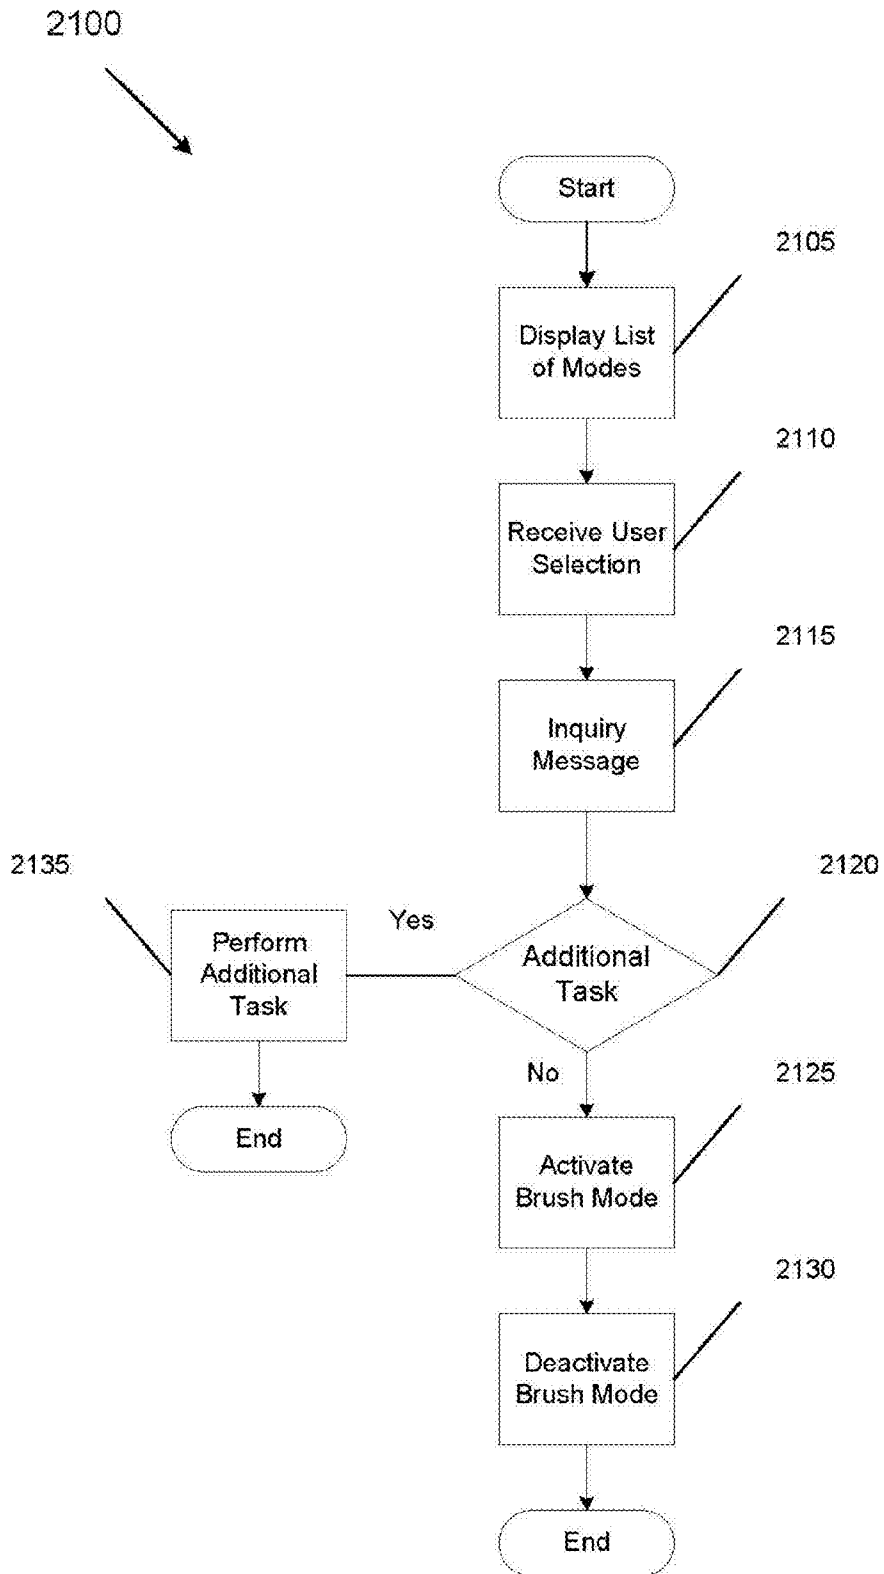 2100
Start
2105
Display List
of Modes
2110
Receive User
Selection
2115
Inquiry
Message
2135
2120
Yes
Perform
Additional
Task
Additional
Task
No
2125
End
Activate
Brush Mode
2130
Deactivate
Brush Mode
End